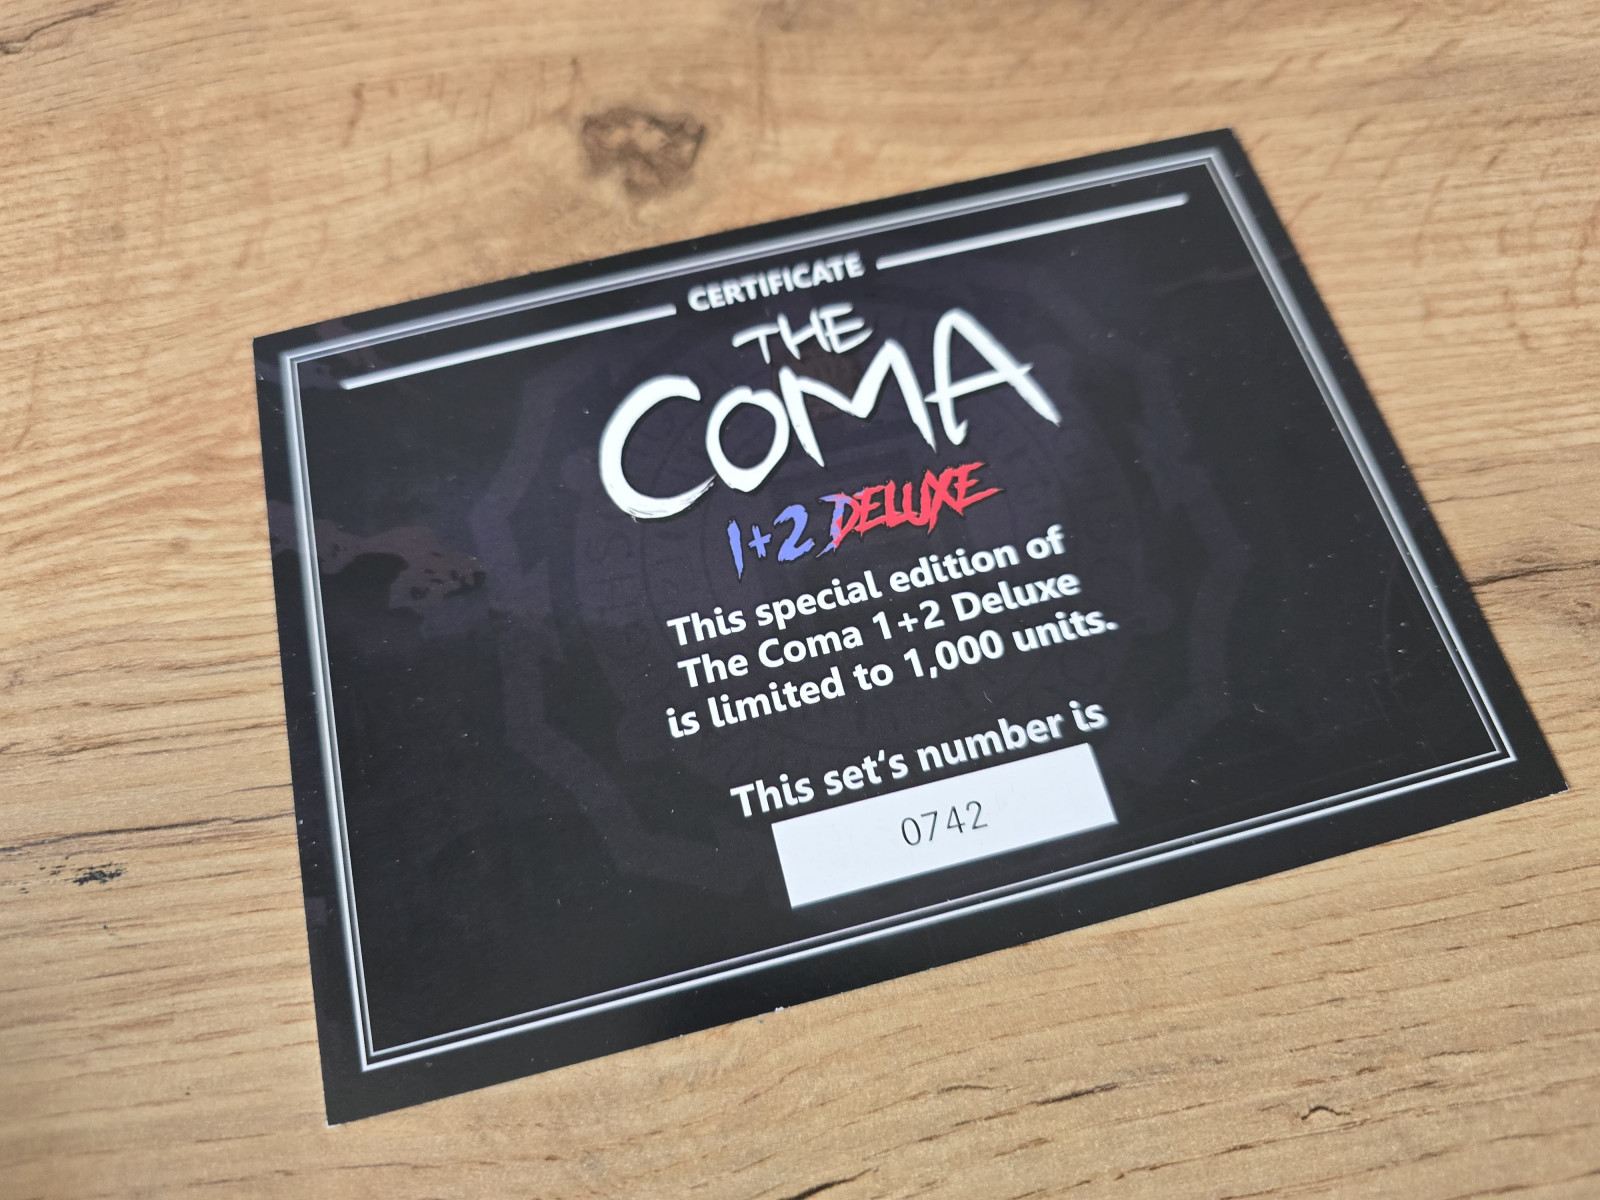 CERTIFICATE
THE
COMA
1+2 DELUXE
This special edition of
The Coma 1+2 Deluxe
is limited to 1,000 units.
This set‘s number is
0742